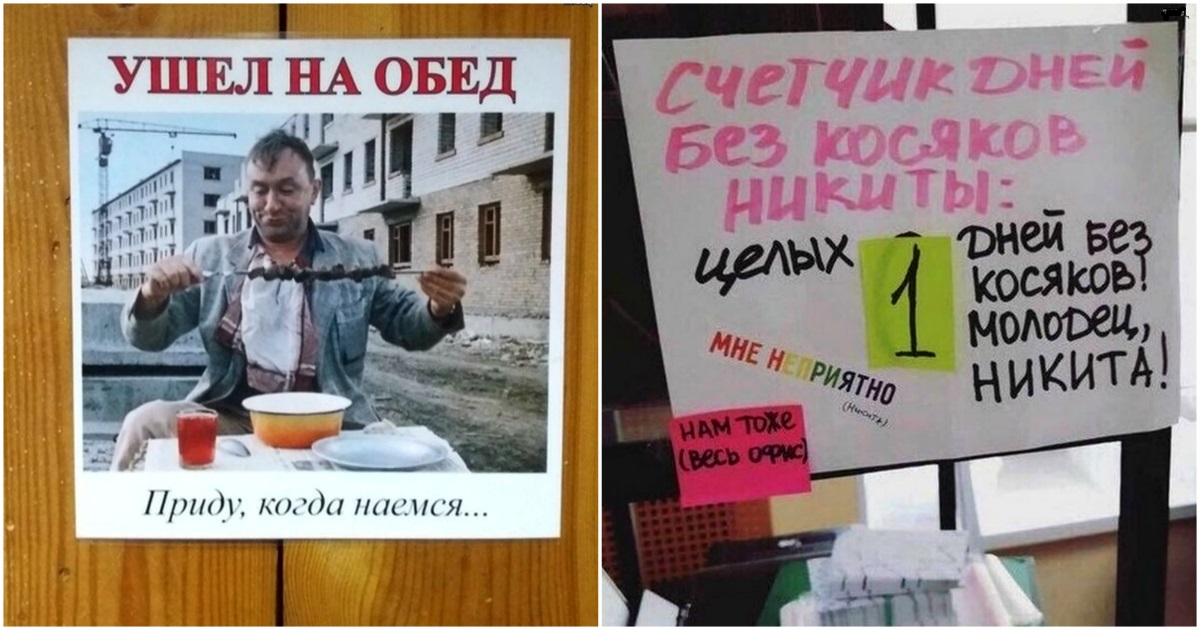 УШЕЛ НА ОБЕД
Приду, когда наемся...
СЧЕТЧИК ДНЕЙ
БЕЗ КОСЯКОВ
НИКИТЫ:
целых 1 дней без
косяков!
молодец,
НИКИТА!
МНЕ НЕПРИЯТНО
(Никита)
НАМ ТОЖЕ
(ВЕСЬ ОФИС)